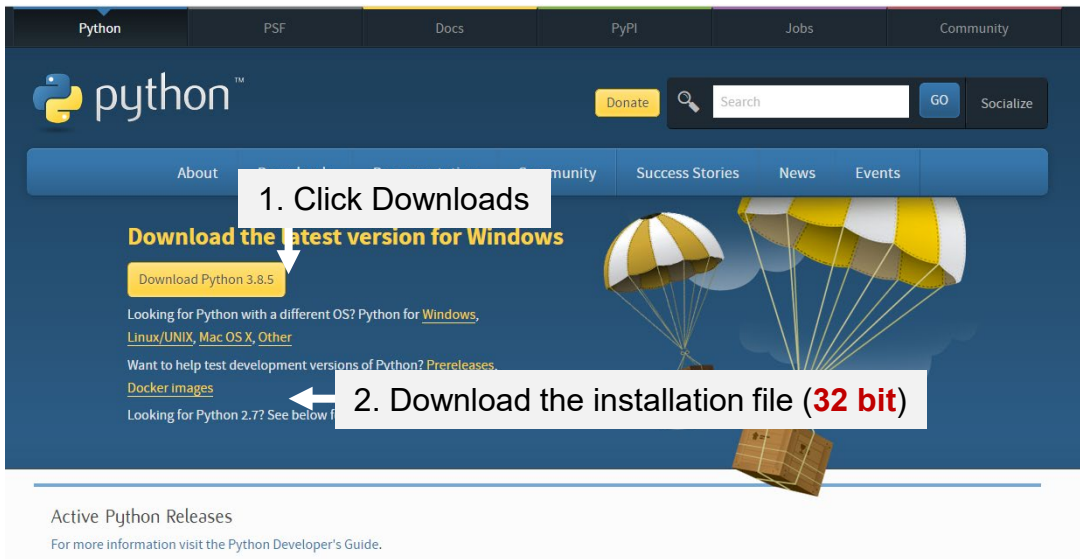 Python PSF Docs PyPI Jobs Community
python™
Donate Search GO Socialize
About munity Success Stories News Events
1. Click Downloads
Download the latest version for Windows
Download Python 3.8.5
Looking for Python with a different OS? Python for Windows,
Linux/UNIX, Mac OS X, Other
Want to help test development versions of Python? Prereleases,
Docker images
2. Download the installation file (32 bit)
Looking for Python 2.7? See below f
Active Python Releases
For more information visit the Python Developer's Guide.